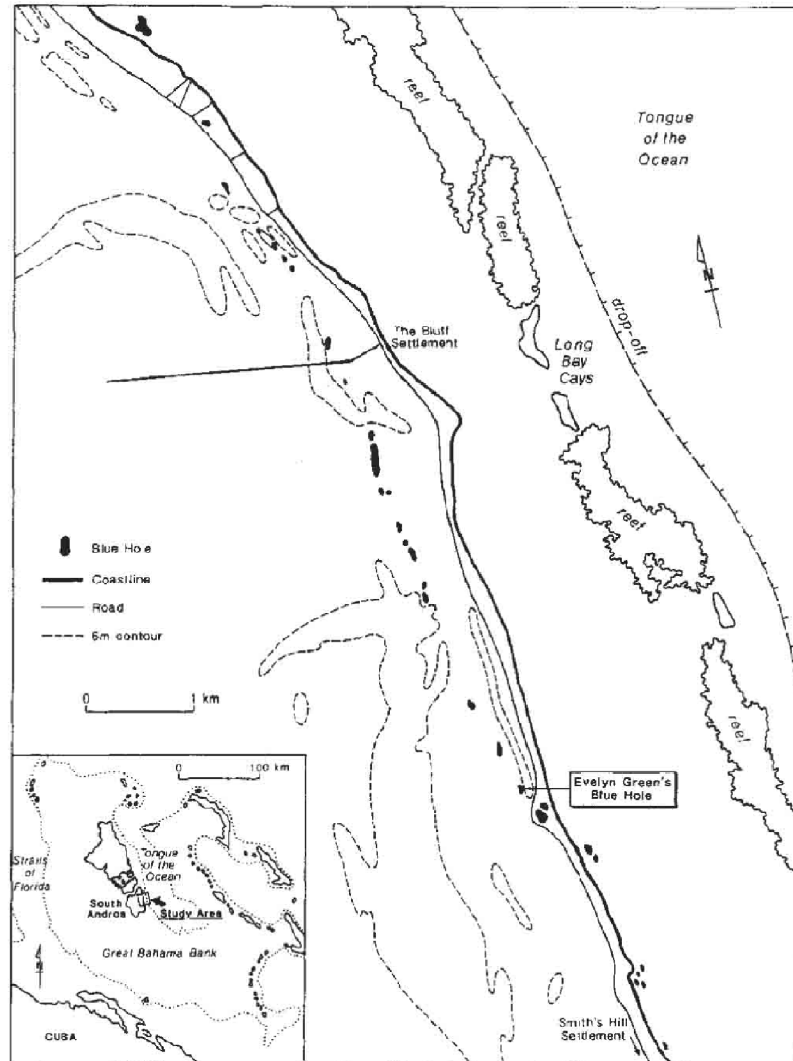 reef
Tongue
of the
Ocean
reef
N
drop-off
The Bluff
Settlement
Long
Bay
Cays
reef
Blue Hole
Coastline
Road
6m contour
0 1 km
reef
Evelyn Green's
Blue Hole
0 100 km
Straits
of
Florida
Tongue
of the
Ocean
South
Andros
Study Area
Great Bahama Bank
N
CUBA
Smith's Hill
Settlement